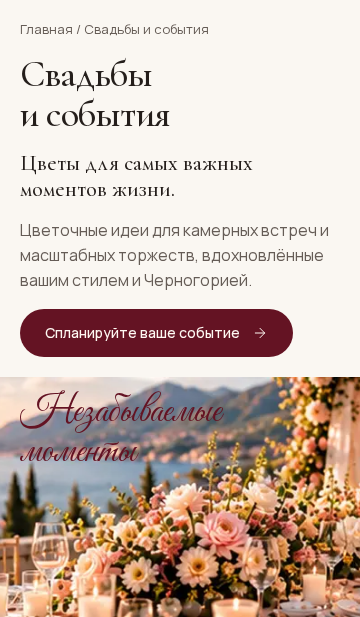 Главная / Свадьбы и события
Свадьбы
и события
Цветы для самых важных
моментов жизни.
Цветочные идеи для камерных встреч и
масштабных торжеств, вдохновлённые
вашим стилем и Черногорией.
Спланируйте ваше событие →
Незабываемые
моменты